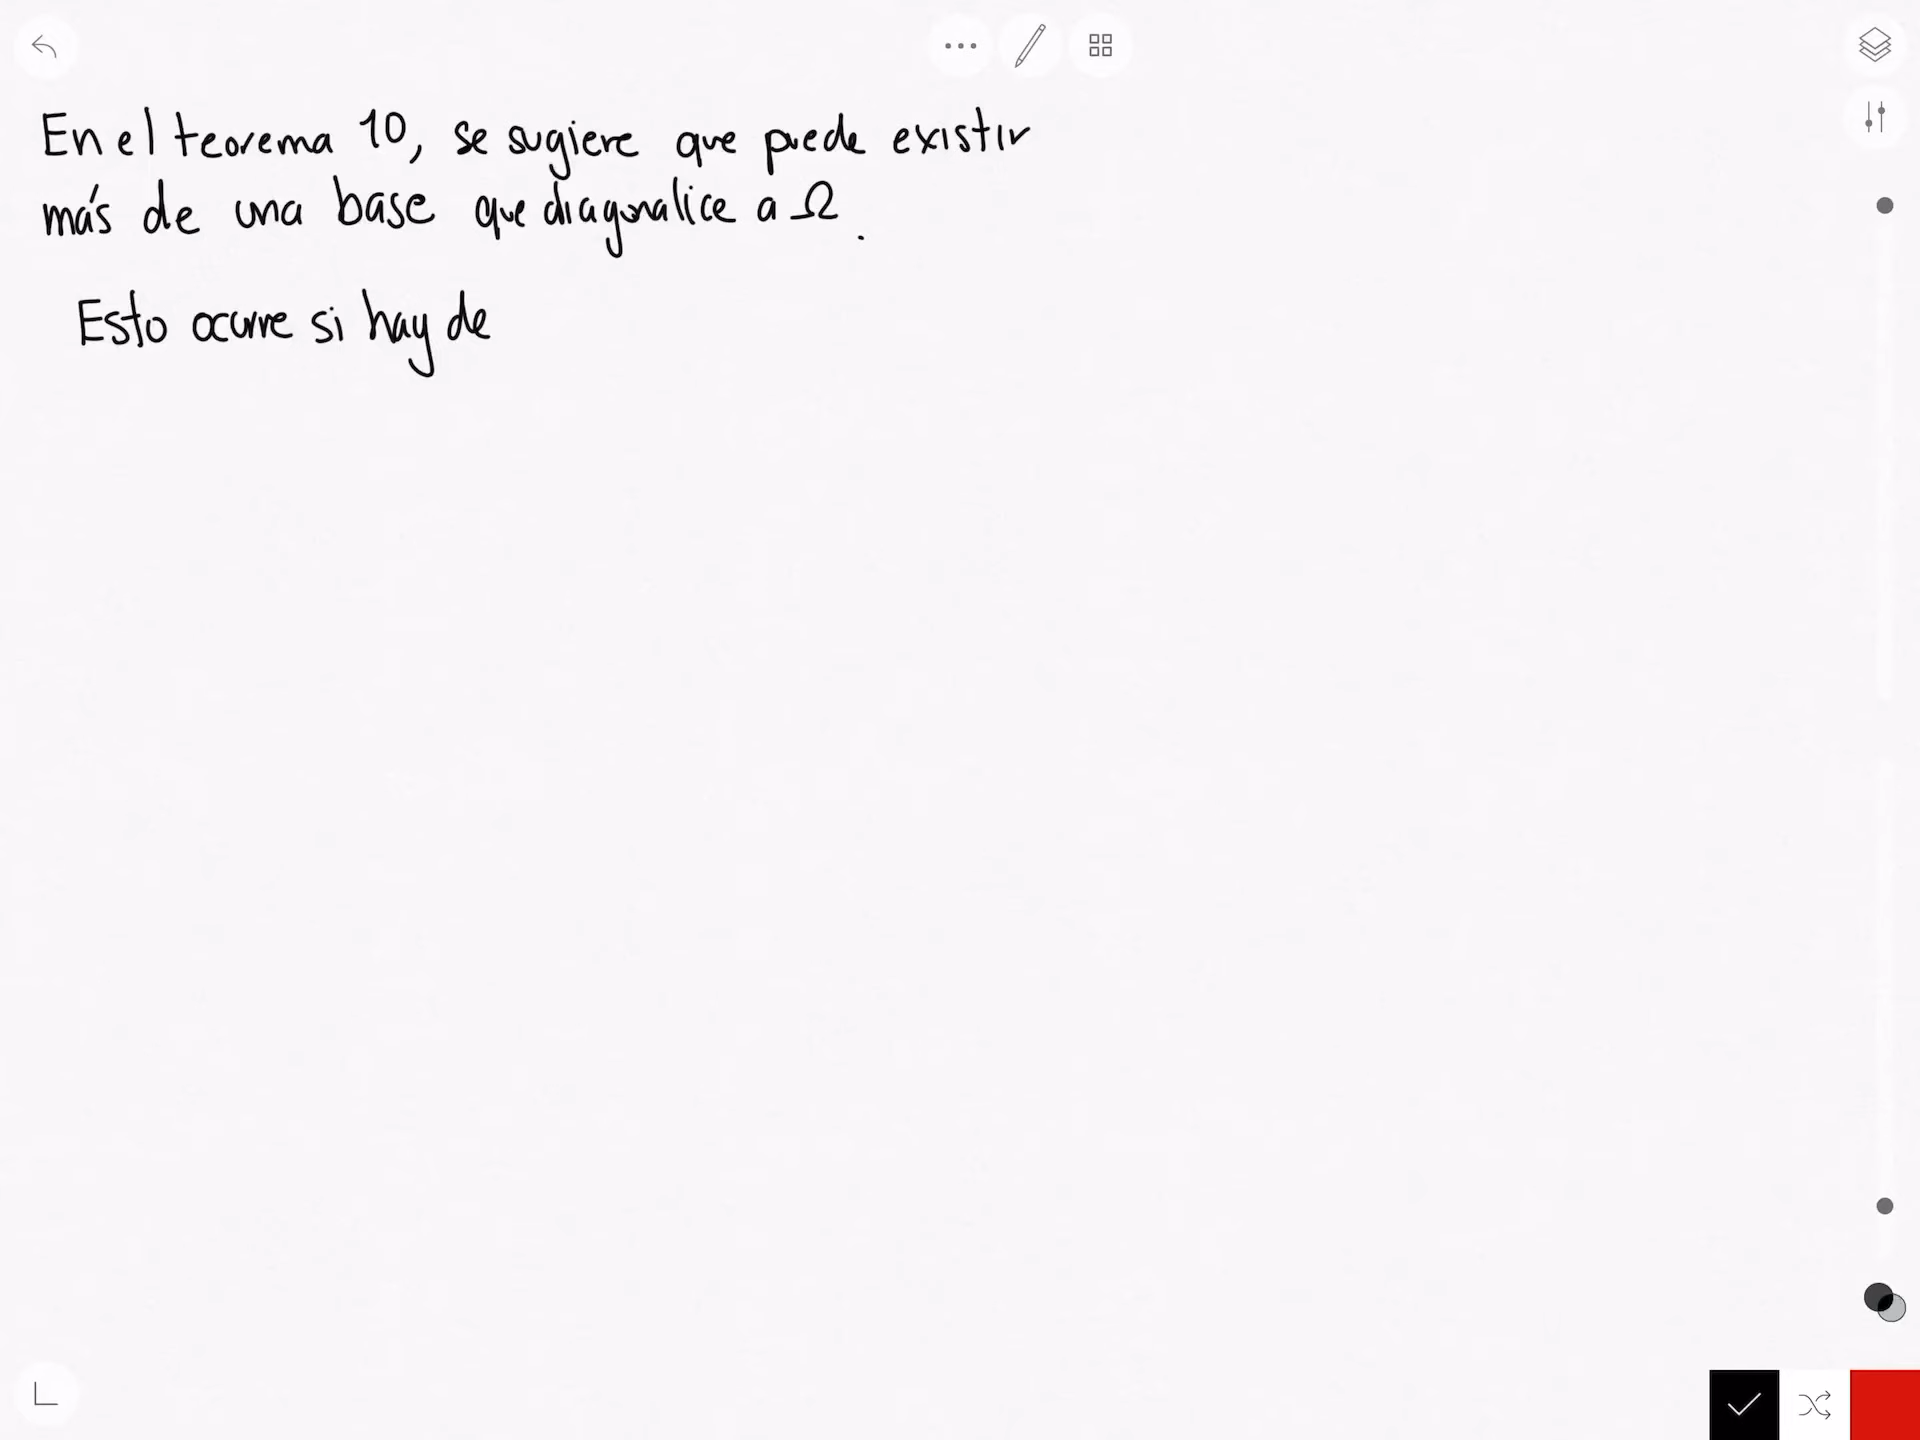 En el teorema 10, se sugiere que puede existir
más de una base que diagonalice a Ω.
Esto ocurre si hay de